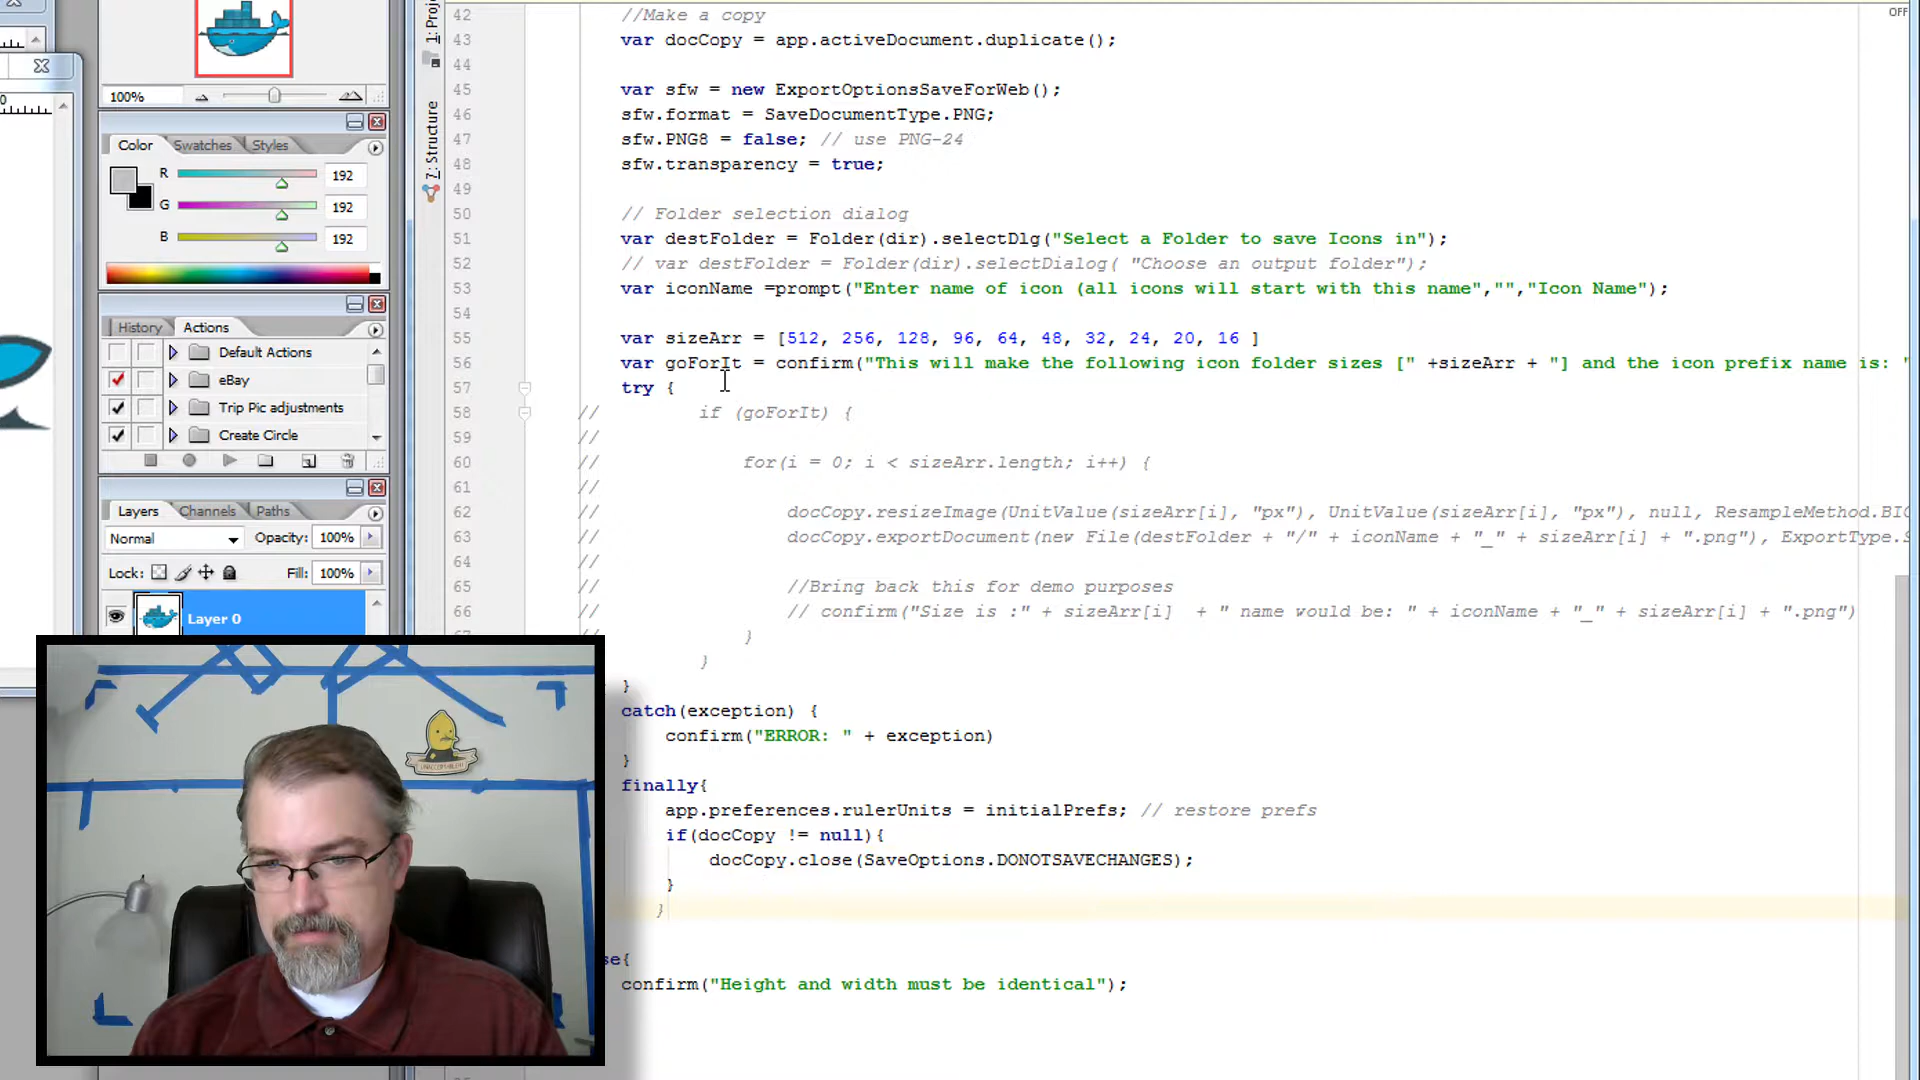 OFF
1: Proj
7: Structure
100%
Color Swatches Styles
R 192
G 192
B 192
History Actions
Default Actions
eBay
Trip Pic adjustments
Create Circle
Layers Channels Paths
Normal Opacity: 100%
Lock: Fill: 100%
Layer 0
42 //Make a copy
43 var docCopy = app.activeDocument.duplicate();
44
45 var sfw = new ExportOptionsSaveForWeb();
46 sfw.format = SaveDocumentType.PNG;
47 sfw.PNG8 = false; // use PNG-24
48 sfw.transparency = true;
49
50 // Folder selection dialog
51 var destFolder = Folder(dir).selectDlg("Select a Folder to save Icons in");
52 // var destFolder = Folder(dir).selectDialog( "Choose an output folder");
53 var iconName =prompt("Enter name of icon (all icons will start with this name","","Icon Name");
54
55 var sizeArr = [512, 256, 128, 96, 64, 48, 32, 24, 20, 16 ]
56 var goForIt = confirm("This will make the following icon folder sizes [" +sizeArr + "] and the icon prefix name is: "
57 try {
58 // if (goForIt) {
59 //
60 // for(i = 0; i < sizeArr.length; i++) {
61 //
62 // docCopy.resizeImage(UnitValue(sizeArr[i], "px"), UnitValue(sizeArr[i], "px"), null, ResampleMethod.BIC
63 // docCopy.exportDocument(new File(destFolder + "/" + iconName + "_" + sizeArr[i] + ".png"), ExportType.S
64 //
65 // //Bring back this for demo purposes
66 // // confirm("Size is :" + sizeArr[i] + " name would be: " + iconName + "_" + sizeArr[i] + ".png")
}
}
}
catch(exception) {
confirm("ERROR: " + exception)
}
finally{
app.preferences.rulerUnits = initialPrefs; // restore prefs
if(docCopy != null){
docCopy.close(SaveOptions.DONOTSAVECHANGES);
}
}
se{
confirm("Height and width must be identical");